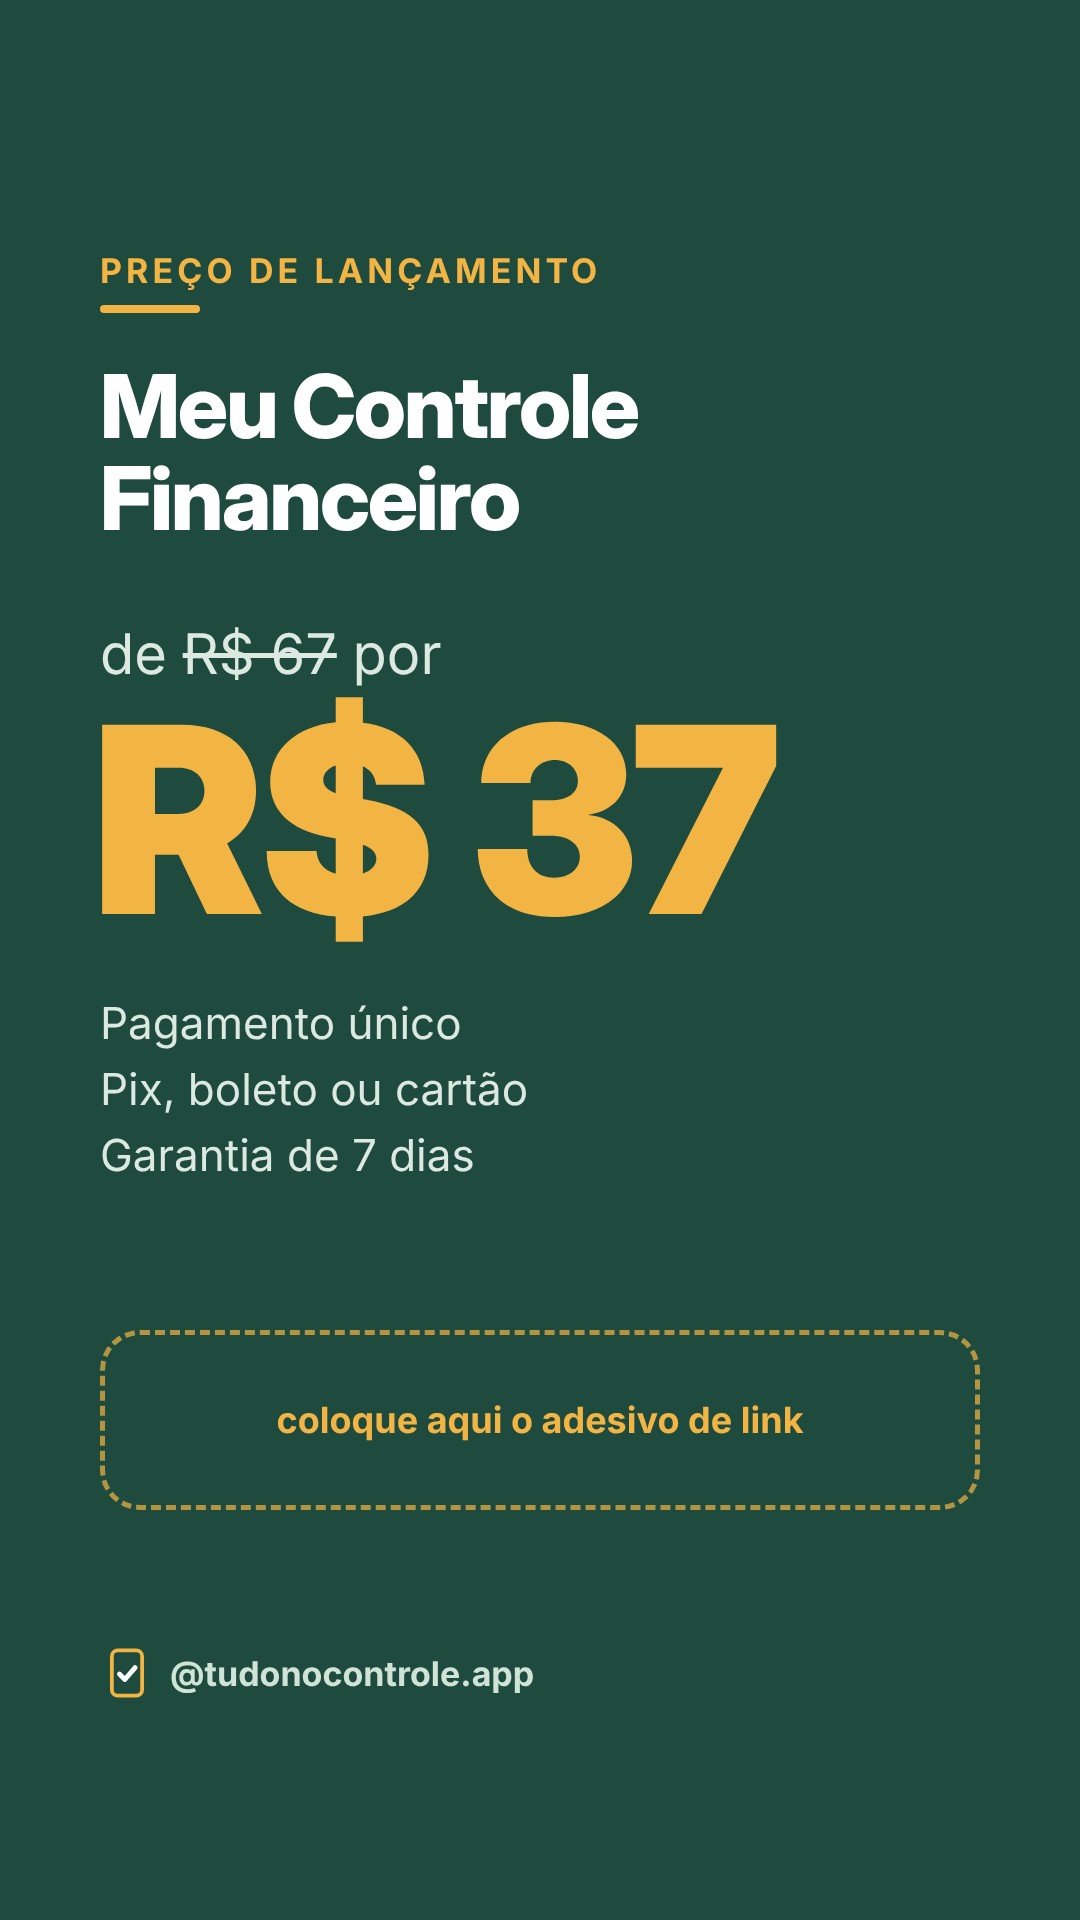 PREÇO DE LANÇAMENTO
Meu Controle
Financeiro
de R$ 67 por
R$ 37
Pagamento único
Pix, boleto ou cartão
Garantia de 7 dias
coloque aqui o adesivo de link
@tudonocontrole.app